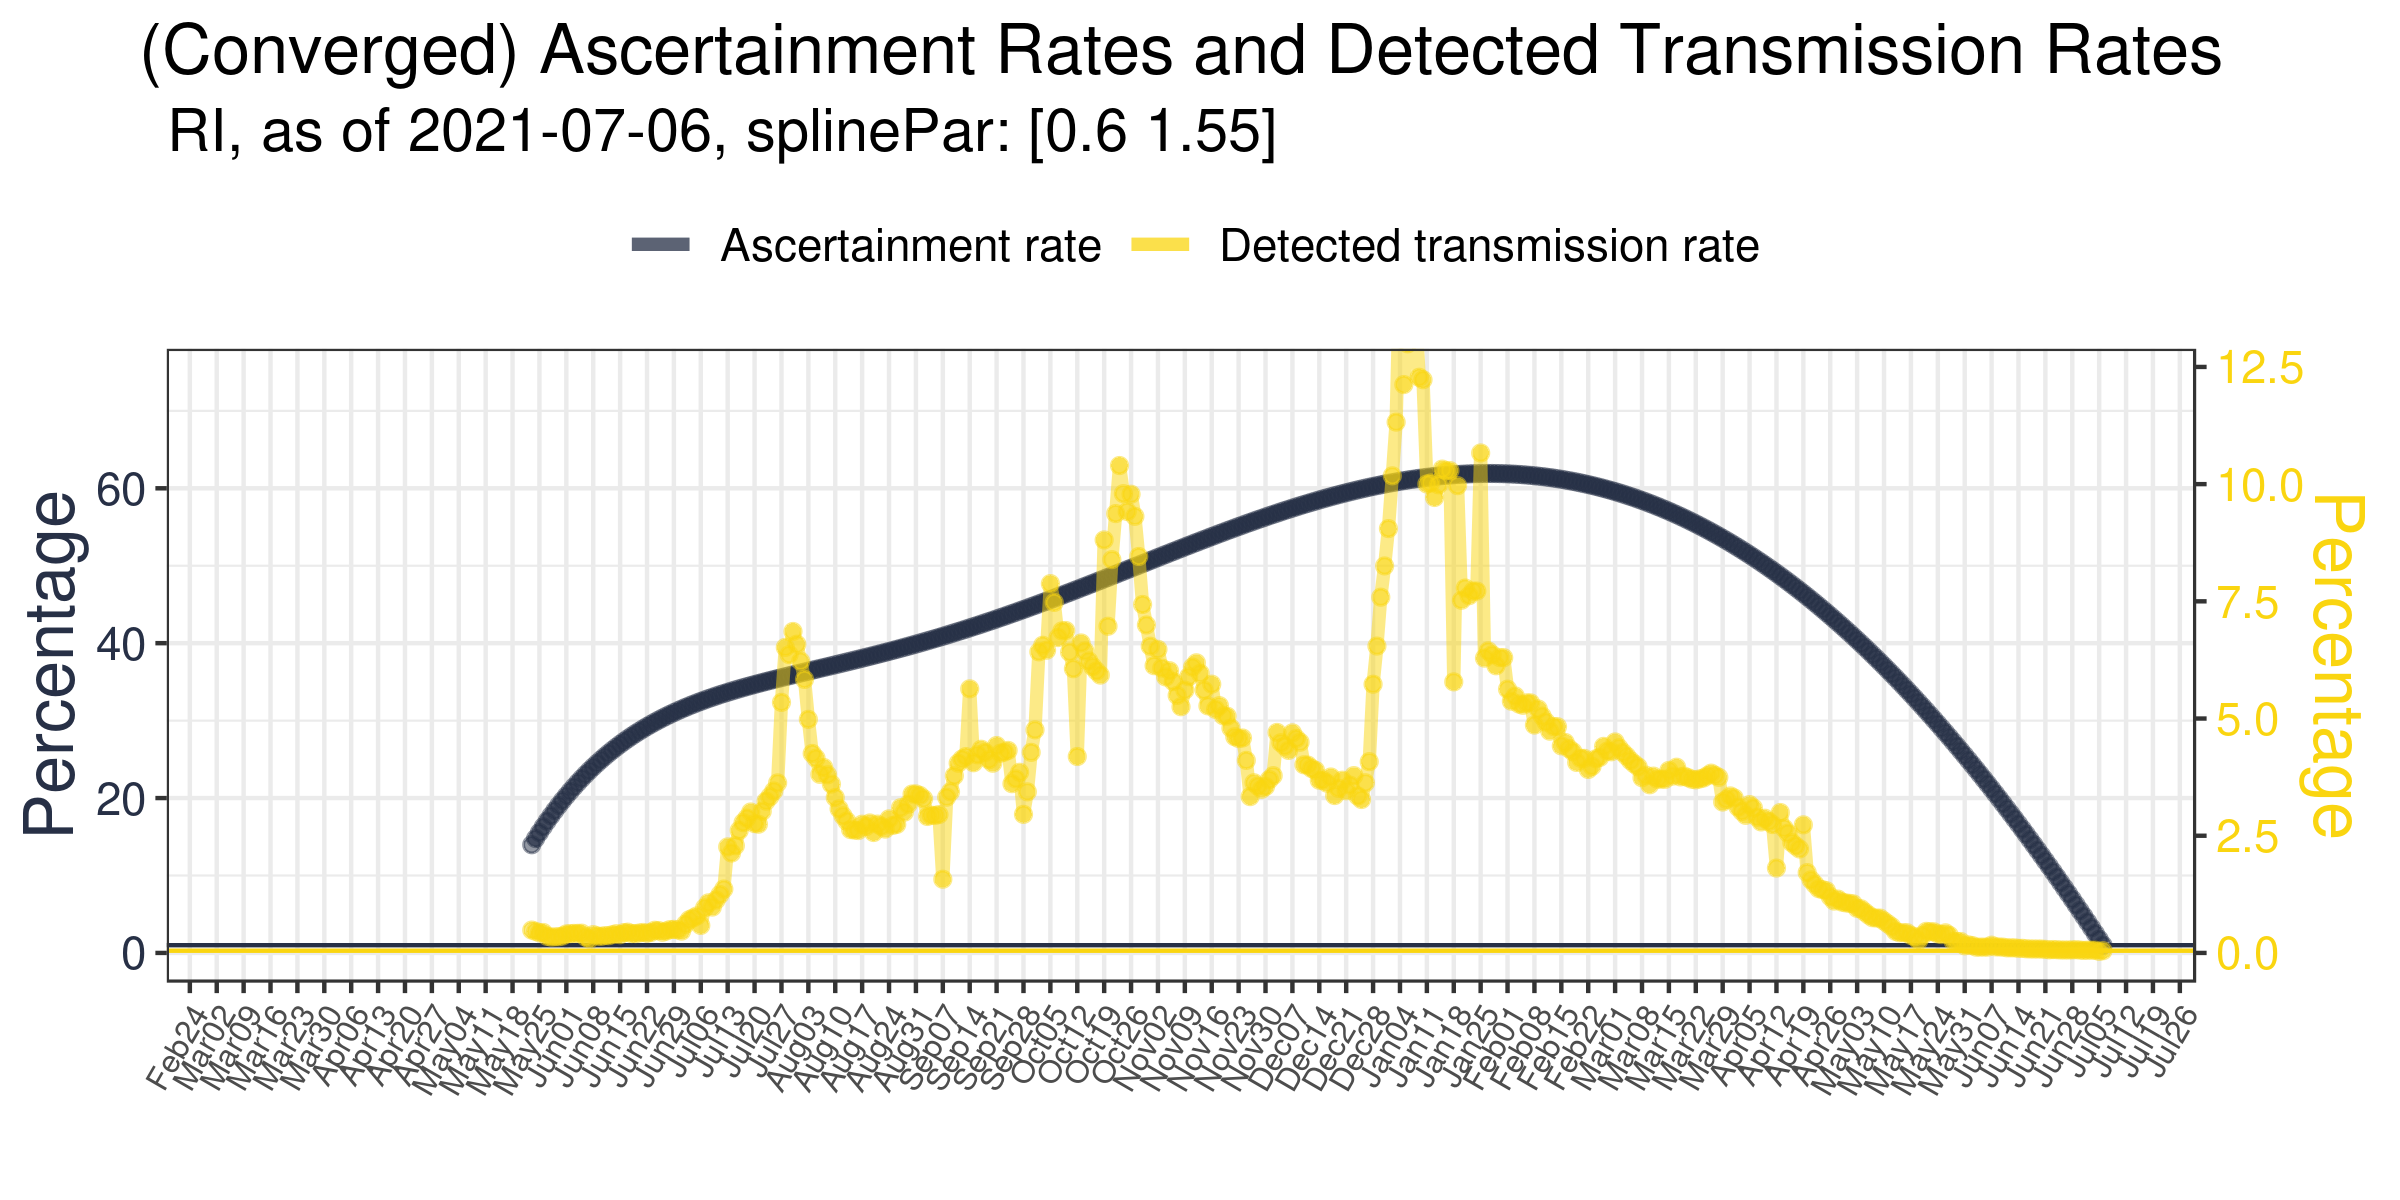 (Converged) Ascertainment Rates and Detected Transmission Rates
RI, as of 2021-07-06, splinePar: [0.6 1.55]
Ascertainment rate
Detected transmission rate
Percentage
60
40
20
0
12.5
10.0
7.5
5.0
2.5
0.0
Percentage
Feb24
Mar02
Mar09
Mar16
Mar23
Mar30
Apr06
Apr13
Apr20
Apr27
May04
May11
May18
May25
Jun01
Jun08
Jun15
Jun22
Jun29
Jul06
Jul13
Jul20
Jul27
Aug03
Aug10
Aug17
Aug24
Aug31
Sep07
Sep14
Sep21
Sep28
Oct05
Oct12
Oct19
Oct26
Nov02
Nov09
Nov16
Nov23
Nov30
Dec07
Dec14
Dec21
Dec28
Jan04
Jan11
Jan18
Jan25
Feb01
Feb08
Feb15
Feb22
Mar01
Mar08
Mar15
Mar22
Mar29
Apr05
Apr12
Apr19
Apr26
May03
May10
May17
May24
May31
Jun07
Jun14
Jun21
Jun28
Jul05
Jul12
Jul19
Jul26